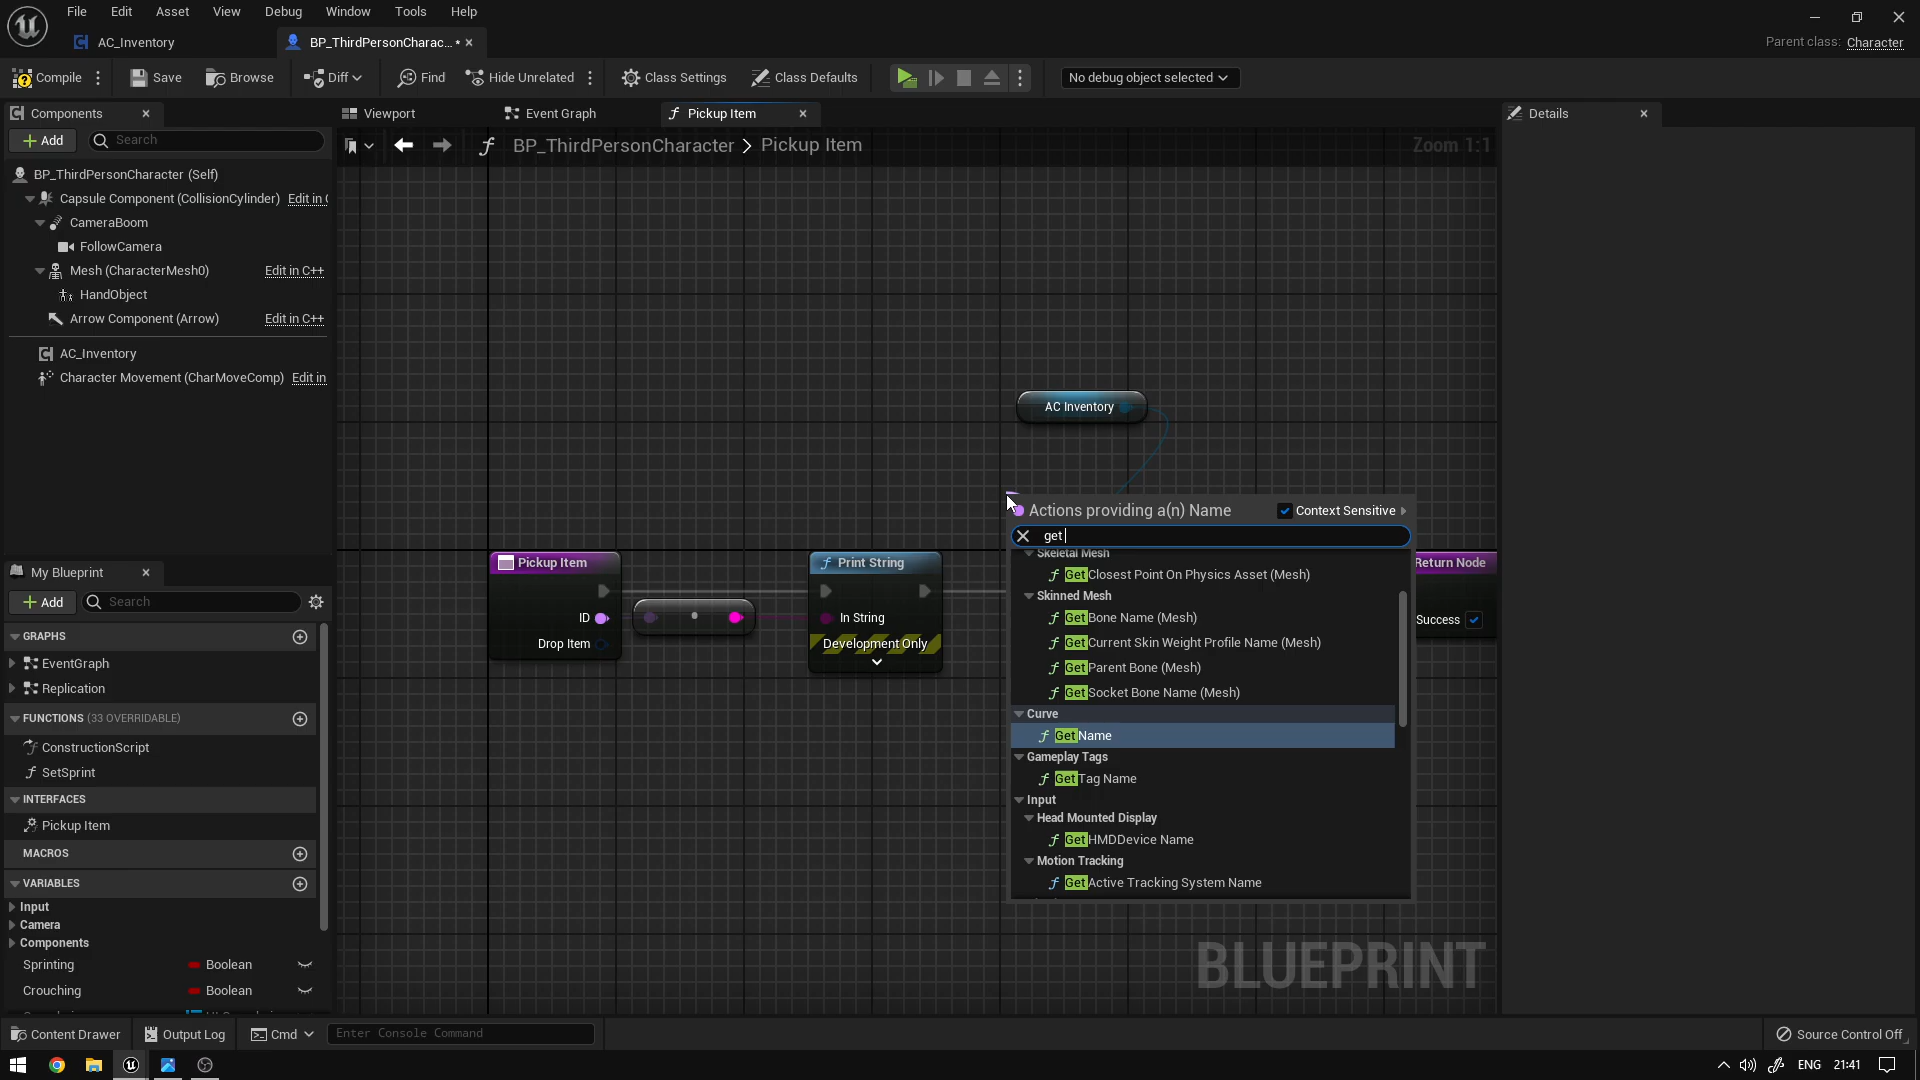 File Edit Asset View Debug Window Tools Help
AC_Inventory
BP_ThirdPersonCharac... *
Parent class: Character
Compile
Save
Browse
Diff
Find
Hide Unrelated
Class Settings
Class Defaults
No debug object selected
Components
Add
Search
BP_ThirdPersonCharacter (Self)
Capsule Component (CollisionCylinder) Edit in
CameraBoom
FollowCamera
Mesh (CharacterMesh0) Edit in C++
HandObject
Arrow Component (Arrow) Edit in C++
AC_Inventory
Character Movement (CharMoveComp) Edit in
My Blueprint
Add
Search
GRAPHS
EventGraph
Replication
FUNCTIONS (33 OVERRIDABLE)
ConstructionScript
SetSprint
INTERFACES
Pickup Item
MACROS
VARIABLES
Input
Camera
Components
Sprinting Boolean
Crouching Boolean
Viewport
Event Graph
Pickup Item
BP_ThirdPersonCharacter > Pickup Item
Zoom 1:1
AC Inventory
Pickup Item
ID
Drop Item
Print String
In String
Development Only
Return Node
Success
Actions providing a(n) Name
Context Sensitive
get
Skeletal Mesh
Get Closest Point On Physics Asset (Mesh)
Skinned Mesh
Get Bone Name (Mesh)
Get Current Skin Weight Profile Name (Mesh)
Get Parent Bone (Mesh)
Get Socket Bone Name (Mesh)
Curve
Get Name
Gameplay Tags
Get Tag Name
Input
Head Mounted Display
Get HMDDevice Name
Motion Tracking
Get Active Tracking System Name
BLUEPRINT
Details
Content Drawer
Output Log
Cmd
Enter Console Command
Source Control Off
ENG 21:41